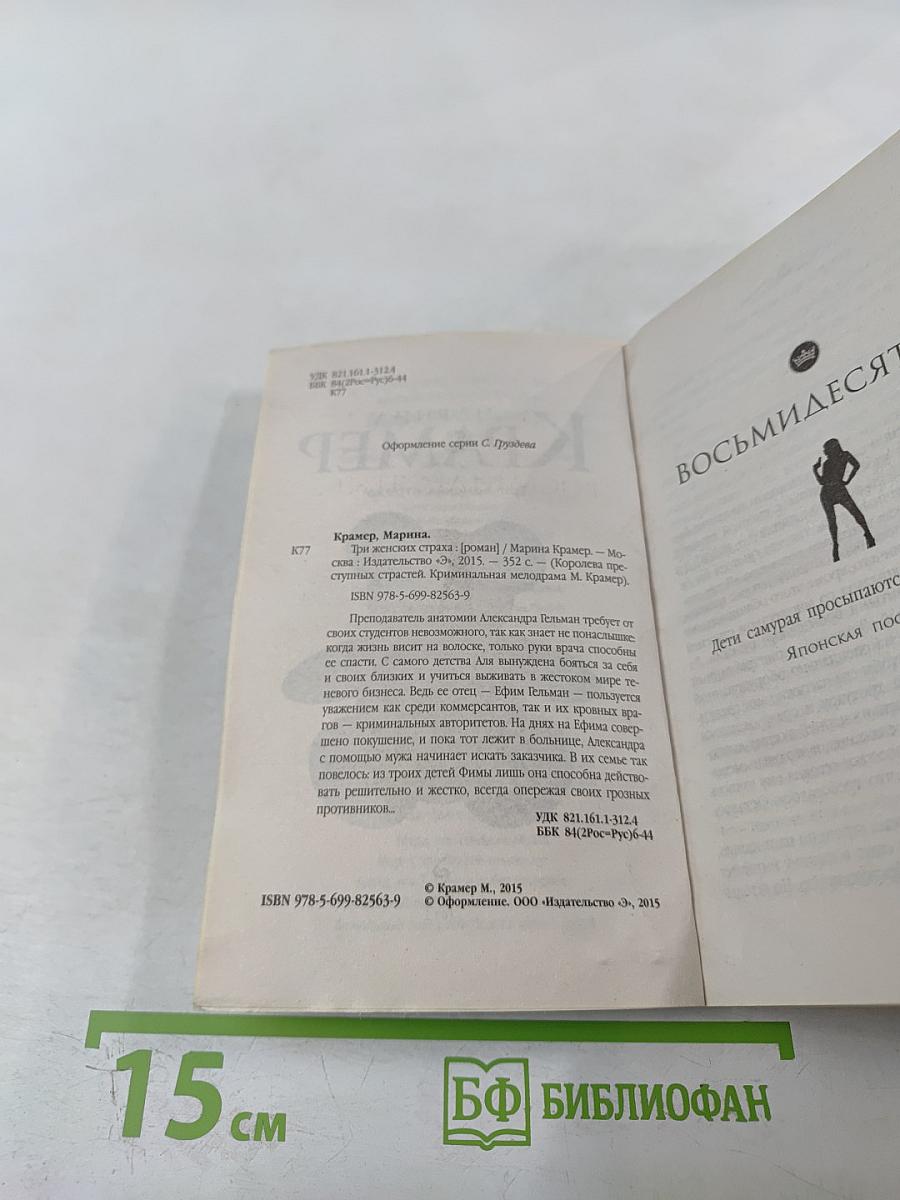 УДК 821.161.1-312.4
ББК 84(2Рос=Рус)6-44
К77
Оформление серии С. Груздева
Крамер, Марина.
К77 Три женских страха : [роман] / Марина Крамер. — Мо-
сква : Издательство «Э», 2015. — 352 с. — (Королева пре-
ступных страстей. Криминальная мелодрама М. Крамер).
ISBN 978-5-699-82563-9
Преподаватель анатомии Александра Гельман требует от
своих студентов невозможного, так как знает не понаслышке:
когда жизнь висит на волоске, только руки врача способны
ее спасти. С самого детства Аля вынуждена бояться за себя
и своих близких и учиться выживать в жестоком мире те-
невого бизнеса. Ведь ее отец — Ефим Гельман — пользуется
уважением как среди коммерсантов, так и их кровных вра-
гов — криминальных авторитетов. На днях на Ефима совер-
шено покушение, и пока тот лежит в больнице, Александра
с помощью мужа начинает искать заказчика. В их семье так
повелось: из троих детей Фимы лишь она способна действо-
вать решительно и жестко, всегда опережая своих грозных
противников...
УДК 821.161.1-312.4
ББК 84(2Рос=Рус)6-44
© Крамер М., 2015
ISBN 978-5-699-82563-9 © Оформление. ООО «Издательство «Э», 2015
ВОСЬМИДЕСЯТ
Дети самурая просыпаютс
Японская пос
15 см
БФ БИБЛИОФАН